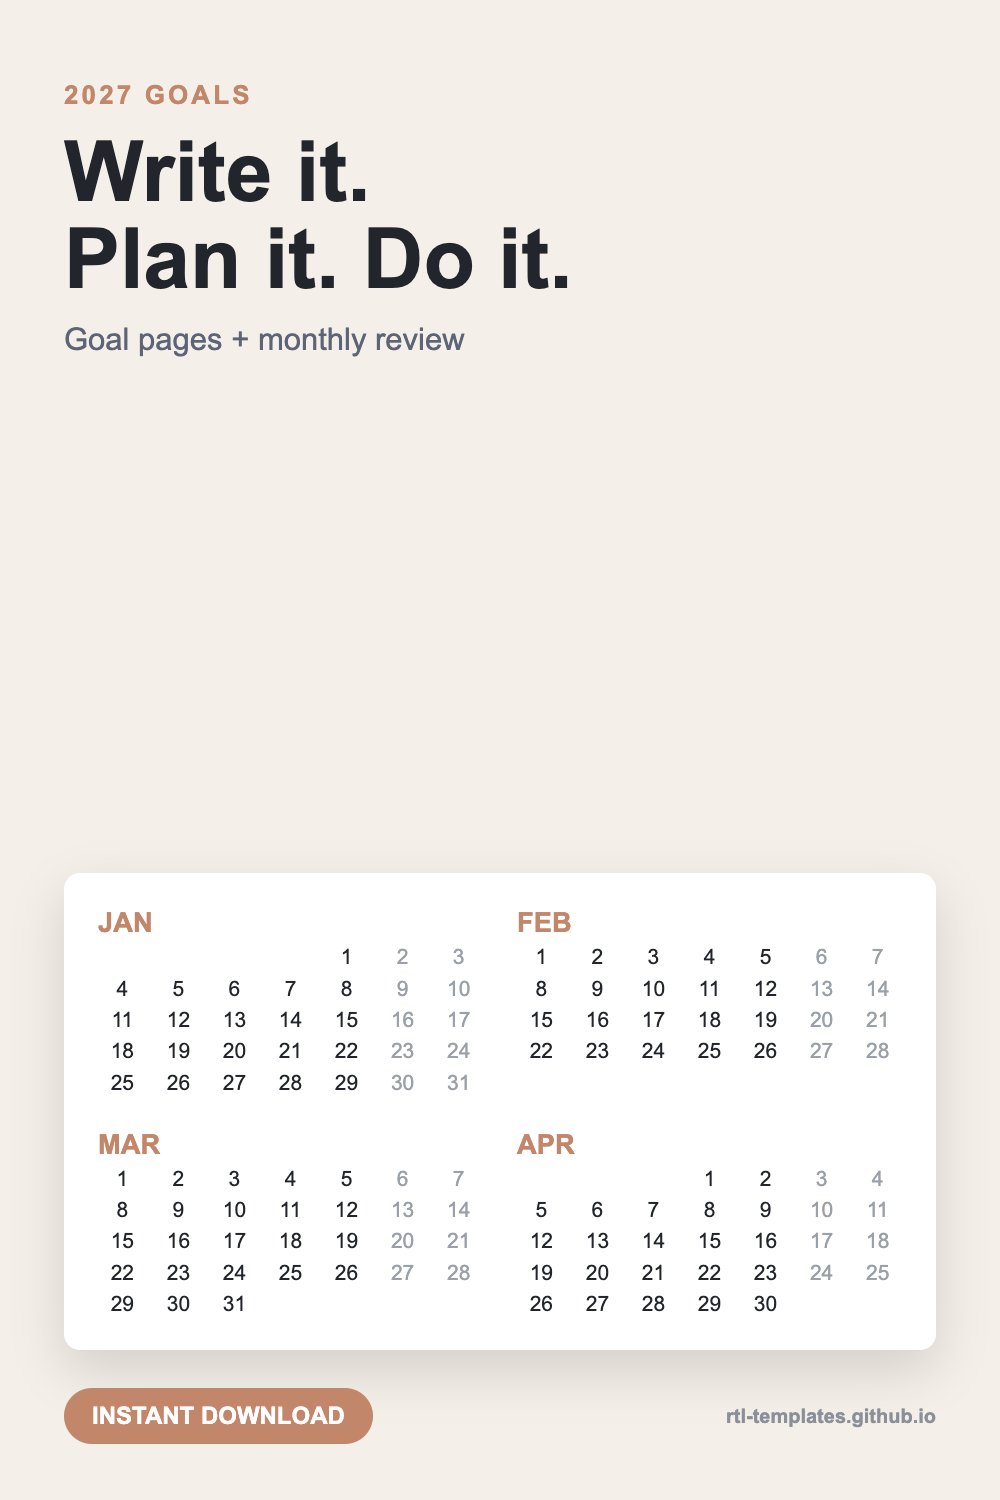 2027 GOALS
Write it.
Plan it. Do it.
Goal pages + monthly review
JAN
1 2 3
4 5 6 7 8 9 10
11 12 13 14 15 16 17
18 19 20 21 22 23 24
25 26 27 28 29 30 31
FEB
1 2 3 4 5 6 7
8 9 10 11 12 13 14
15 16 17 18 19 20 21
22 23 24 25 26 27 28
MAR
1 2 3 4 5 6 7
8 9 10 11 12 13 14
15 16 17 18 19 20 21
22 23 24 25 26 27 28
29 30 31
APR
1 2 3 4
5 6 7 8 9 10 11
12 13 14 15 16 17 18
19 20 21 22 23 24 25
26 27 28 29 30
INSTANT DOWNLOAD
rtl-templates.github.io